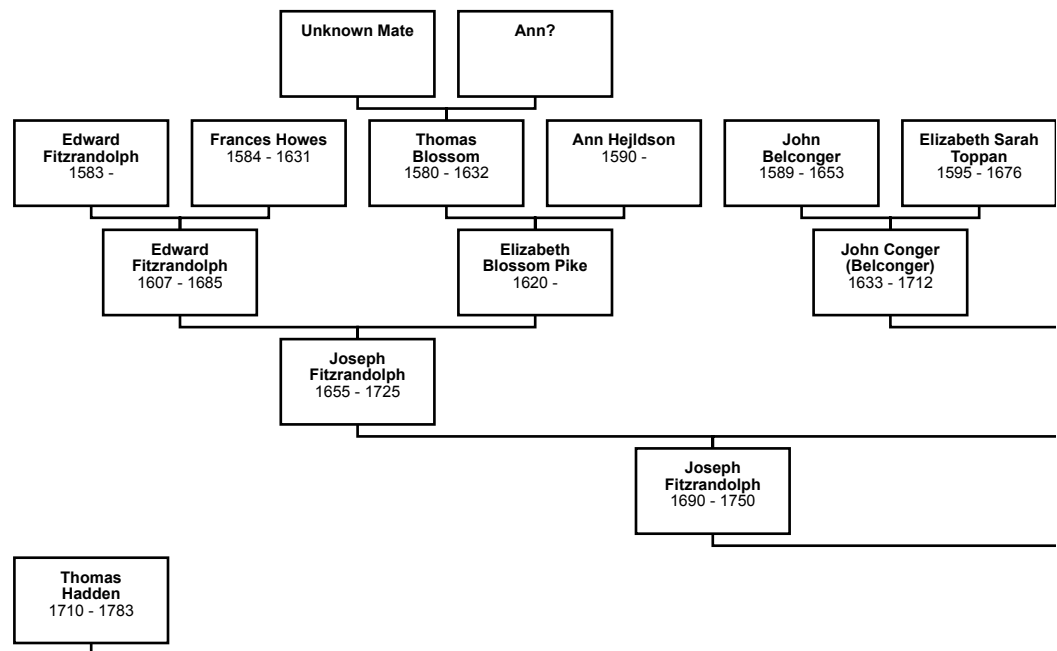 Unknown Mate
Ann?
Edward
Fitzrandolph
1583 -
Frances Howes
1584 - 1631
Thomas
Blossom
1580 - 1632
Ann Hejldson
1590 -
John
Belconger
1589 - 1653
Elizabeth Sarah
Toppan
1595 - 1676
Edward
Fitzrandolph
1607 - 1685
Elizabeth
Blossom Pike
1620 -
John Conger
(Belconger)
1633 - 1712
Joseph
Fitzrandolph
1655 - 1725
Joseph
Fitzrandolph
1690 - 1750
Thomas
Hadden
1710 - 1783